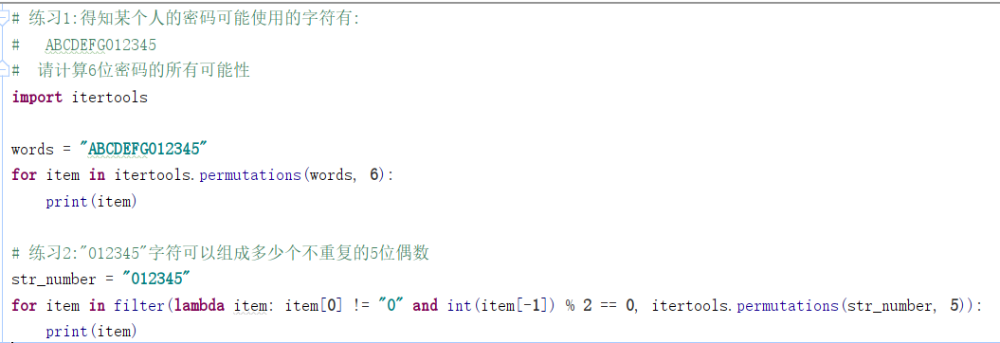 # 练习1:得知某个人的密码可能使用的字符有:
#   ABCDEFG012345
#  请计算6位密码的所有可能性
import itertools
words = "ABCDEFG012345"
for item in itertools.permutations(words, 6):
    print(item)
# 练习2:"012345"字符可以组成多少个不重复的5位偶数
str_number = "012345"
for item in filter(lambda item: item[0] != "0" and int(item[-1]) % 2 == 0, itertools.permutations(str_number, 5)):
    print(item)